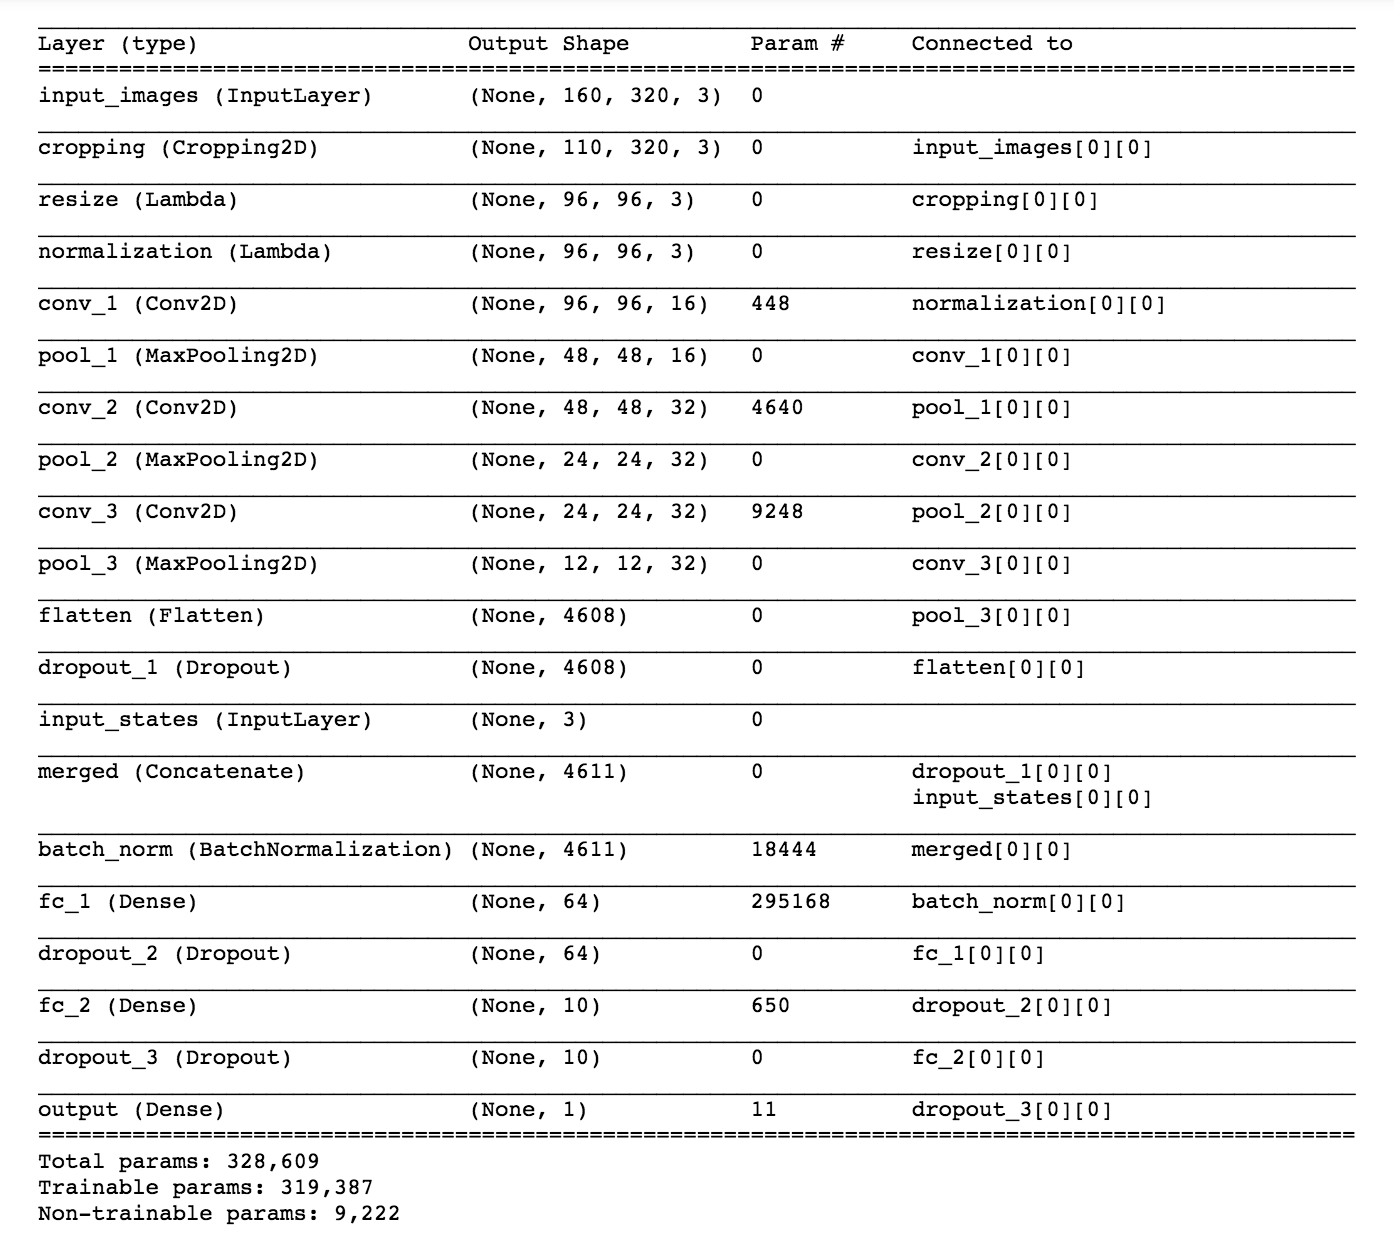 Layer (type) Output Shape Param # Connected to
==================================================================================================
input_images (InputLayer) (None, 160, 320, 3) 0
cropping (Cropping2D) (None, 110, 320, 3) 0 input_images[0][0]
resize (Lambda) (None, 96, 96, 3) 0 cropping[0][0]
normalization (Lambda) (None, 96, 96, 3) 0 resize[0][0]
conv_1 (Conv2D) (None, 96, 96, 16) 448 normalization[0][0]
pool_1 (MaxPooling2D) (None, 48, 48, 16) 0 conv_1[0][0]
conv_2 (Conv2D) (None, 48, 48, 32) 4640 pool_1[0][0]
pool_2 (MaxPooling2D) (None, 24, 24, 32) 0 conv_2[0][0]
conv_3 (Conv2D) (None, 24, 24, 32) 9248 pool_2[0][0]
pool_3 (MaxPooling2D) (None, 12, 12, 32) 0 conv_3[0][0]
flatten (Flatten) (None, 4608) 0 pool_3[0][0]
dropout_1 (Dropout) (None, 4608) 0 flatten[0][0]
input_states (InputLayer) (None, 3) 0
merged (Concatenate) (None, 4611) 0 dropout_1[0][0]
input_states[0][0]
batch_norm (BatchNormalization) (None, 4611) 18444 merged[0][0]
fc_1 (Dense) (None, 64) 295168 batch_norm[0][0]
dropout_2 (Dropout) (None, 64) 0 fc_1[0][0]
fc_2 (Dense) (None, 10) 650 dropout_2[0][0]
dropout_3 (Dropout) (None, 10) 0 fc_2[0][0]
output (Dense) (None, 1) 11 dropout_3[0][0]
==================================================================================================
Total params: 328,609
Trainable params: 319,387
Non-trainable params: 9,222